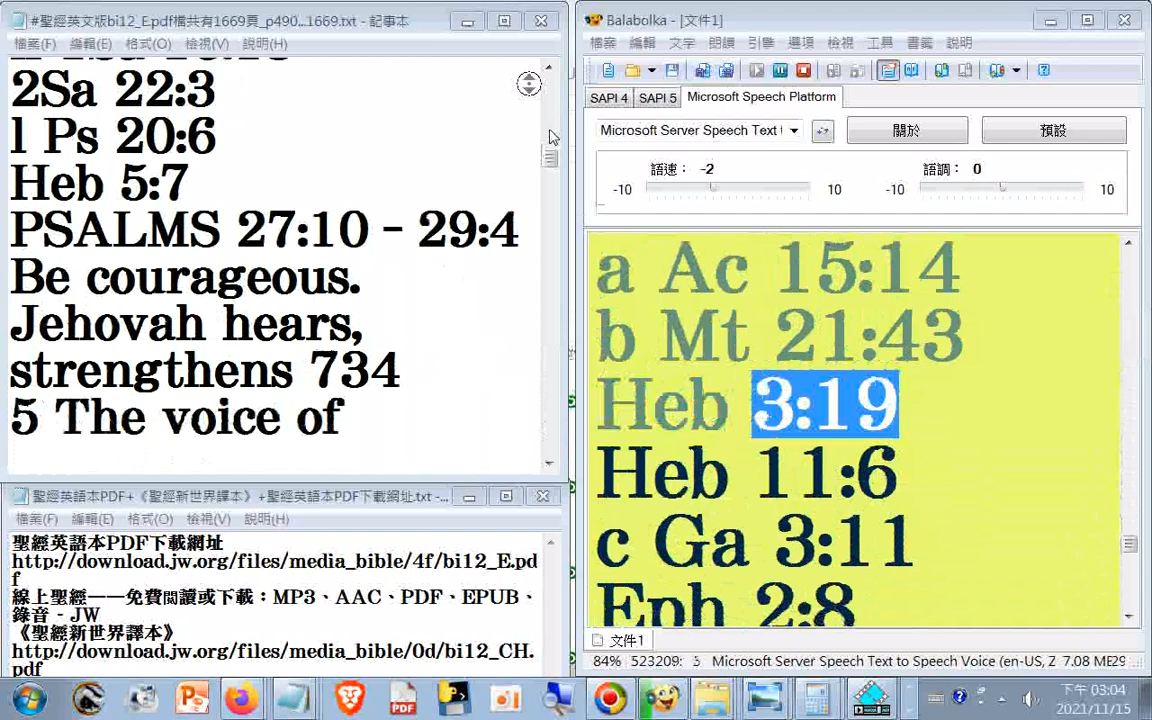 #聖經英文版bi12_E.pdf檔共有1669頁_p490...1669.txt - 記事本
檔案(F) 編輯(E) 格式(O) 檢視(V) 說明(H)
2Sa 22:3
l Ps 20:6
Heb 5:7
PSALMS 27:10 - 29:4
Be courageous.
Jehovah hears,
strengthens 734
5 The voice of
聖經英語本PDF+《聖經新世界譯本》+聖經英語本PDF下載網址.txt -...
檔案(F) 編輯(E) 格式(O) 檢視(V) 說明(H)
聖經英語本PDF下載網址
http://download.jw.org/files/media_bible/4f/bi12_E.pd
f
線上聖經——免費閱讀或下載：MP3、AAC、PDF、EPUB、
錄音 - JW
《聖經新世界譯本》
http://download.jw.org/files/media_bible/0d/bi12_CH.
pdf
Balabolka - [文件1]
檔案 編輯 文字 朗讀 引擎 選項 檢視 工具 書籤 說明
SAPI 4 SAPI 5 Microsoft Speech Platform
Microsoft Server Speech Text 關於 預設
語速： -2 語調： 0
-10 10 -10 10
a Ac 15:14
b Mt 21:43
Heb 3:19
Heb 11:6
c Ga 3:11
Eph 2:8
文件1
84% 523209: Microsoft Server Speech Text to Speech Voice (en-US, Z 7.08 ME29...
下午 03:04
2021/11/15